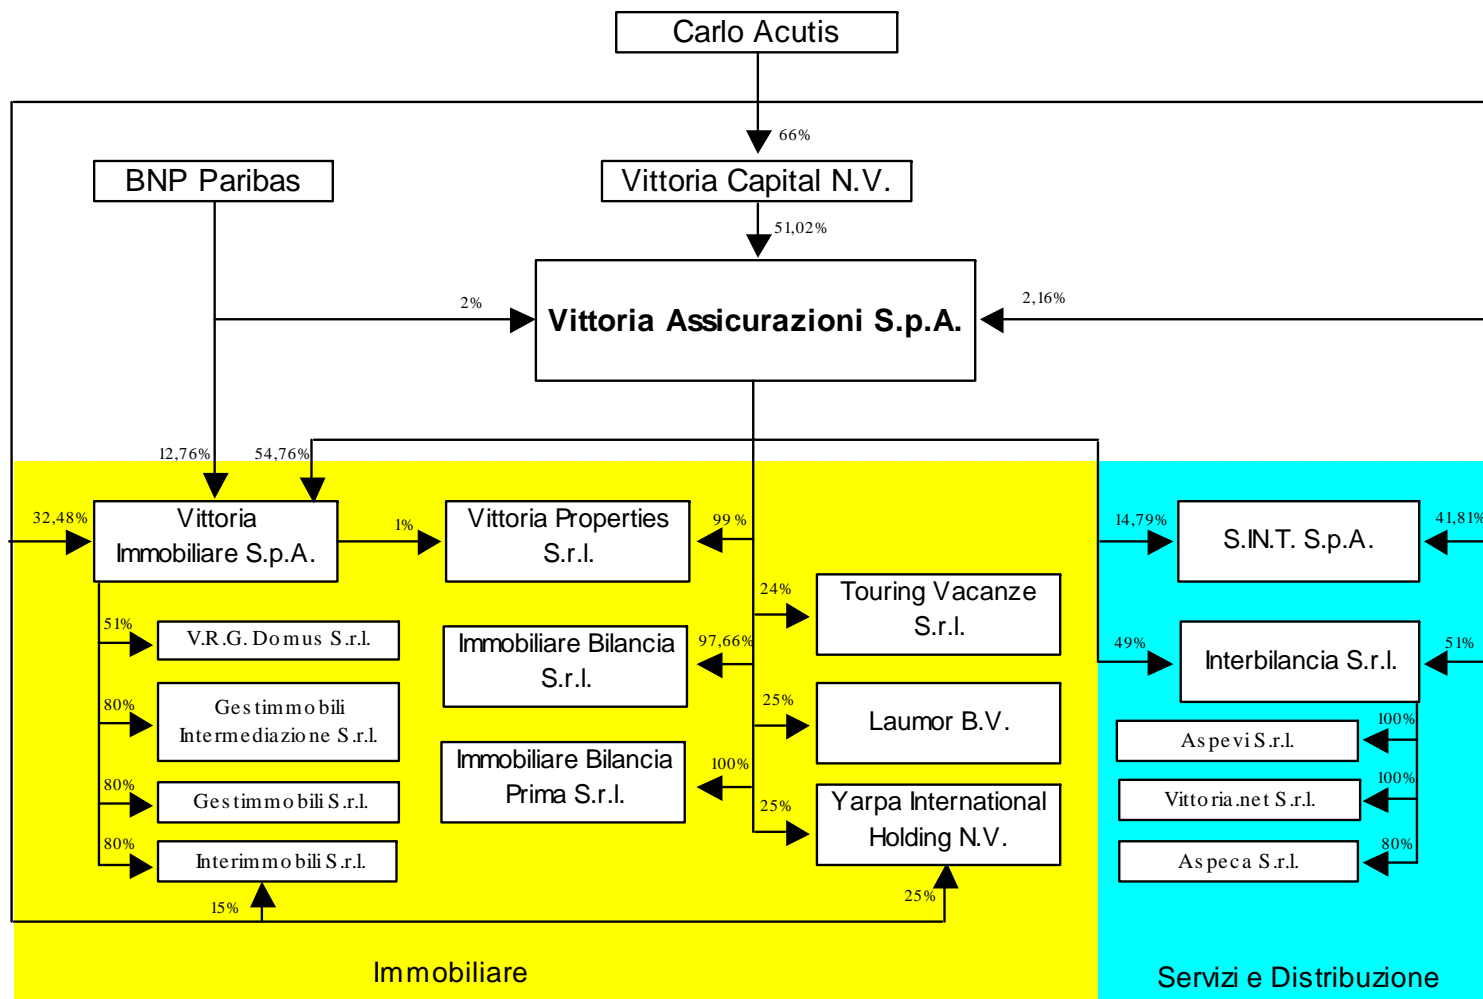 Carlo Acutis
66%
BNP Paribas
Vittoria Capital N.V.
51,02%
2%
2,16%
Vittoria Assicurazioni S.p.A.
12,76%
54,76%
32,48%
Vittoria
Immobiliare S.p.A.
1%
Vittoria Properties
S.r.l.
99%
14,79%
S.IN.T. S.p.A.
41,81%
51%
V.R.G. Domus S.r.l.
Immobiliare Bilancia
S.r.l.
97,66%
24%
Touring Vacanze
S.r.l.
49%
Interbilancia S.r.l.
51%
80%
Gestimmobili
Intermediazione S.r.l.
25%
Laumor B.V.
100%
Aspevi S.r.l.
80%
Gestimmobili S.r.l.
Immobiliare Bilancia
Prima S.r.l.
100%
25%
Yarpa International
Holding N.V.
100%
Vittoria.net S.r.l.
80%
Interimmobili S.r.l.
80%
Aspeca S.r.l.
15%
25%
Immobiliare
Servizi e Distribuzione